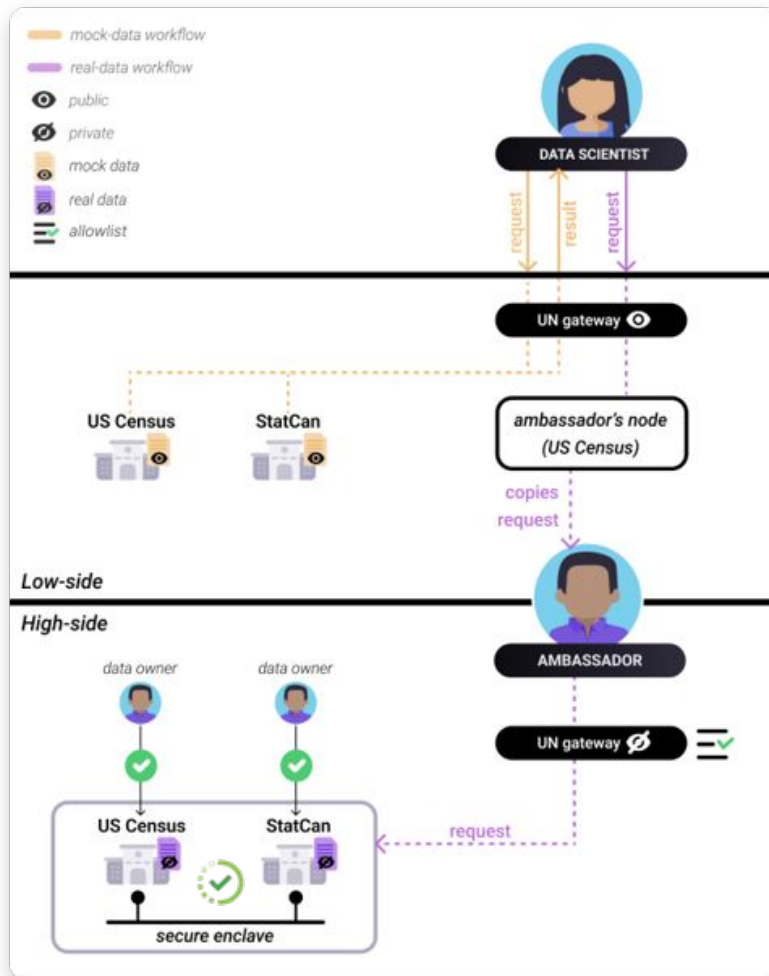 mock-data workflow
real-data workflow
public
private
mock data
real data
allowlist
DATA SCIENTIST
request
result
request
UN gateway
US Census
StatCan
ambassador's node
(US Census)
copies
request
Low-side
High-side
AMBASSADOR
data owner
data owner
UN gateway
US Census
StatCan
request
secure enclave